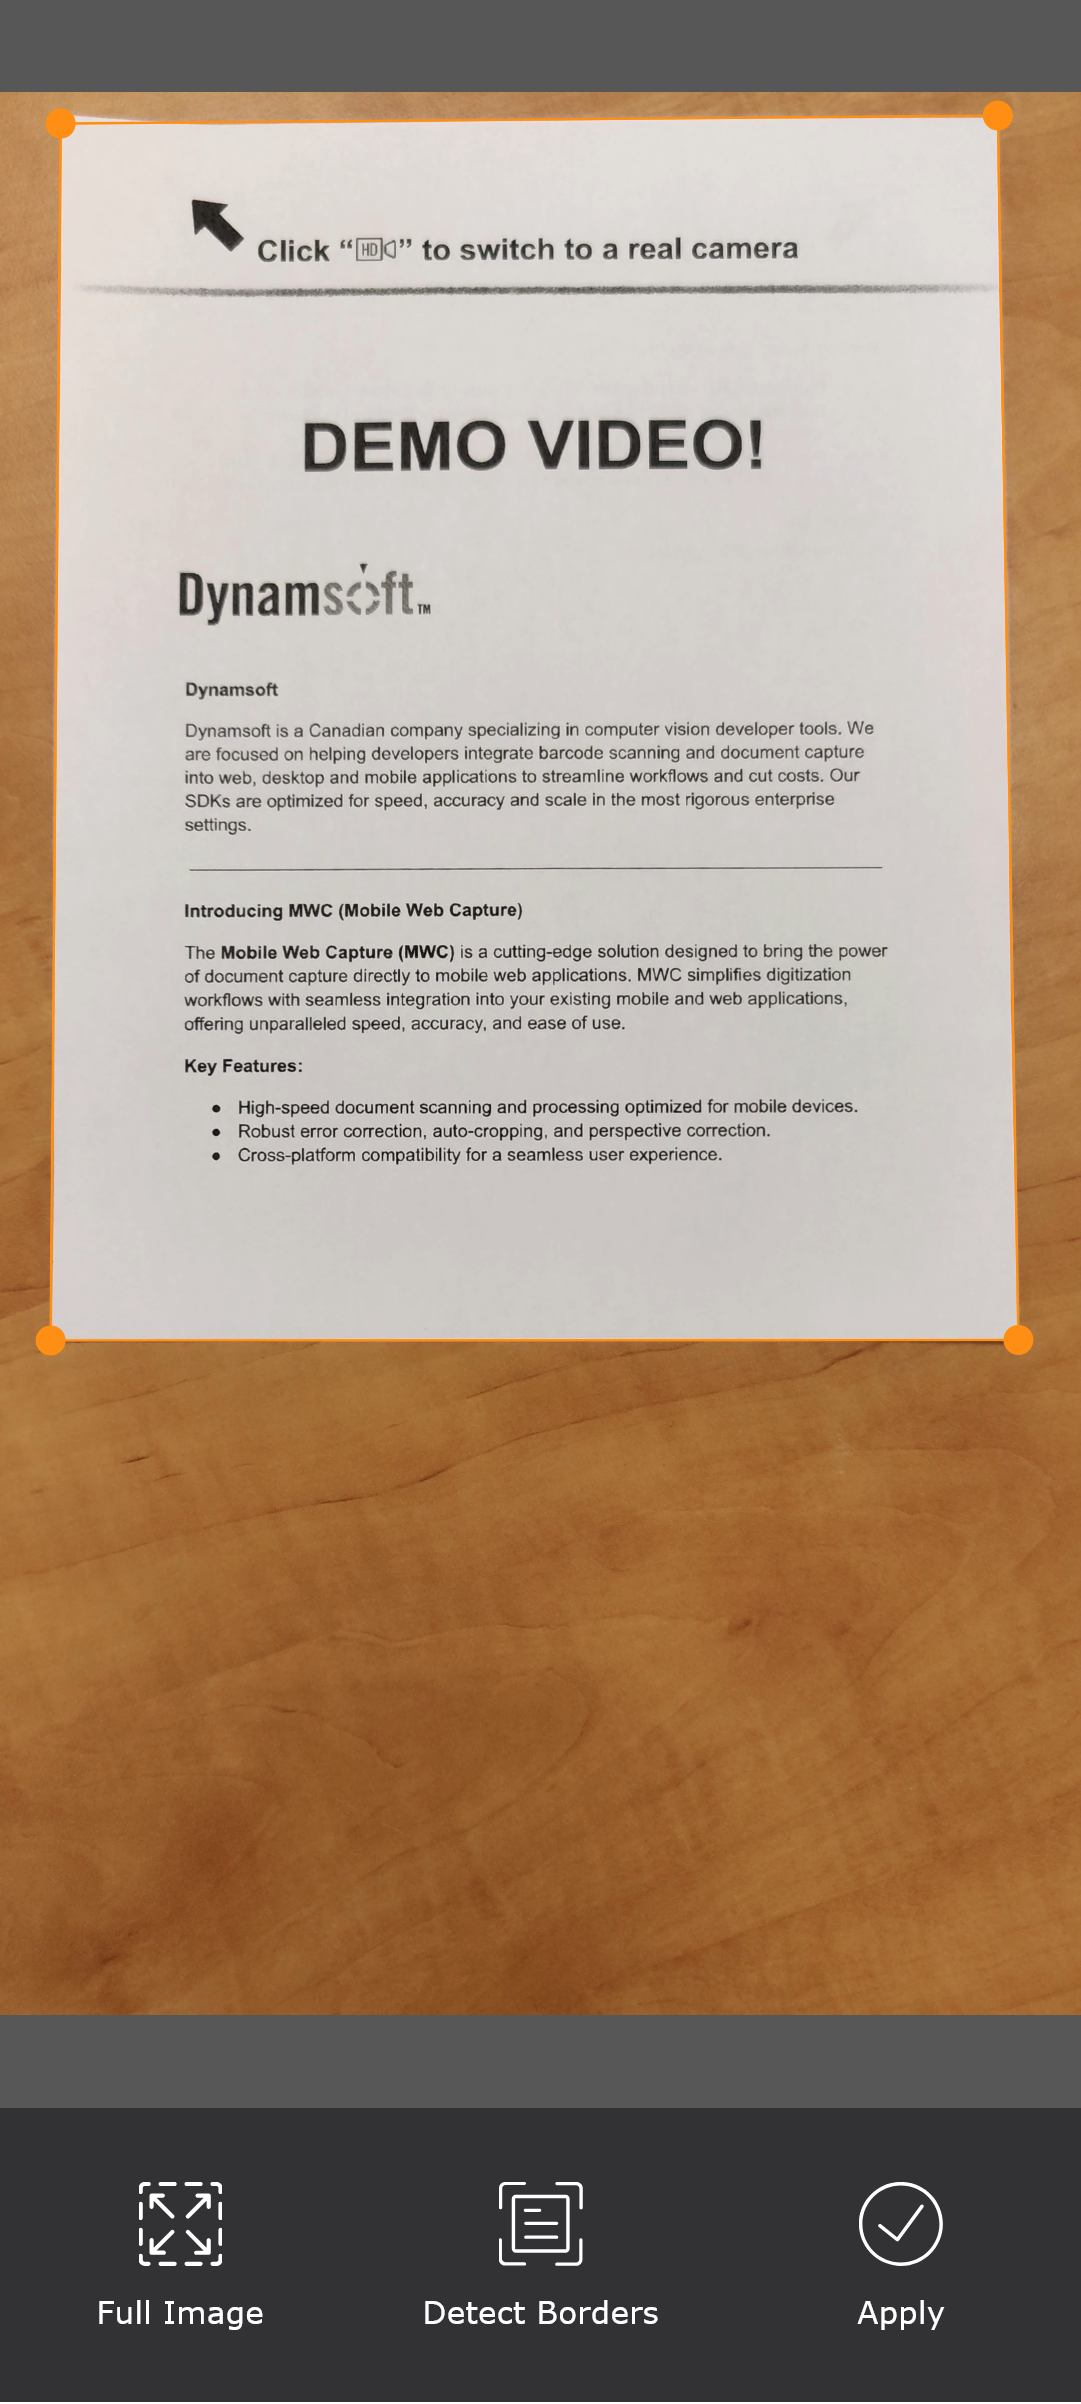 Click “HD” to switch to a real camera
DEMO VIDEO!
Dynamsoft™
Dynamsoft
Dynamsoft is a Canadian company specializing in computer vision developer tools. We
are focused on helping developers integrate barcode scanning and document capture
into web, desktop and mobile applications to streamline workflows and cut costs. Our
SDKs are optimized for speed, accuracy and scale in the most rigorous enterprise
settings.
Introducing MWC (Mobile Web Capture)
The Mobile Web Capture (MWC) is a cutting-edge solution designed to bring the power
of document capture directly to mobile web applications. MWC simplifies digitization
workflows with seamless integration into your existing mobile and web applications,
offering unparalleled speed, accuracy, and ease of use.
Key Features:
● High-speed document scanning and processing optimized for mobile devices.
● Robust error correction, auto-cropping, and perspective correction.
● Cross-platform compatibility for a seamless user experience.
Full Image
Detect Borders
Apply